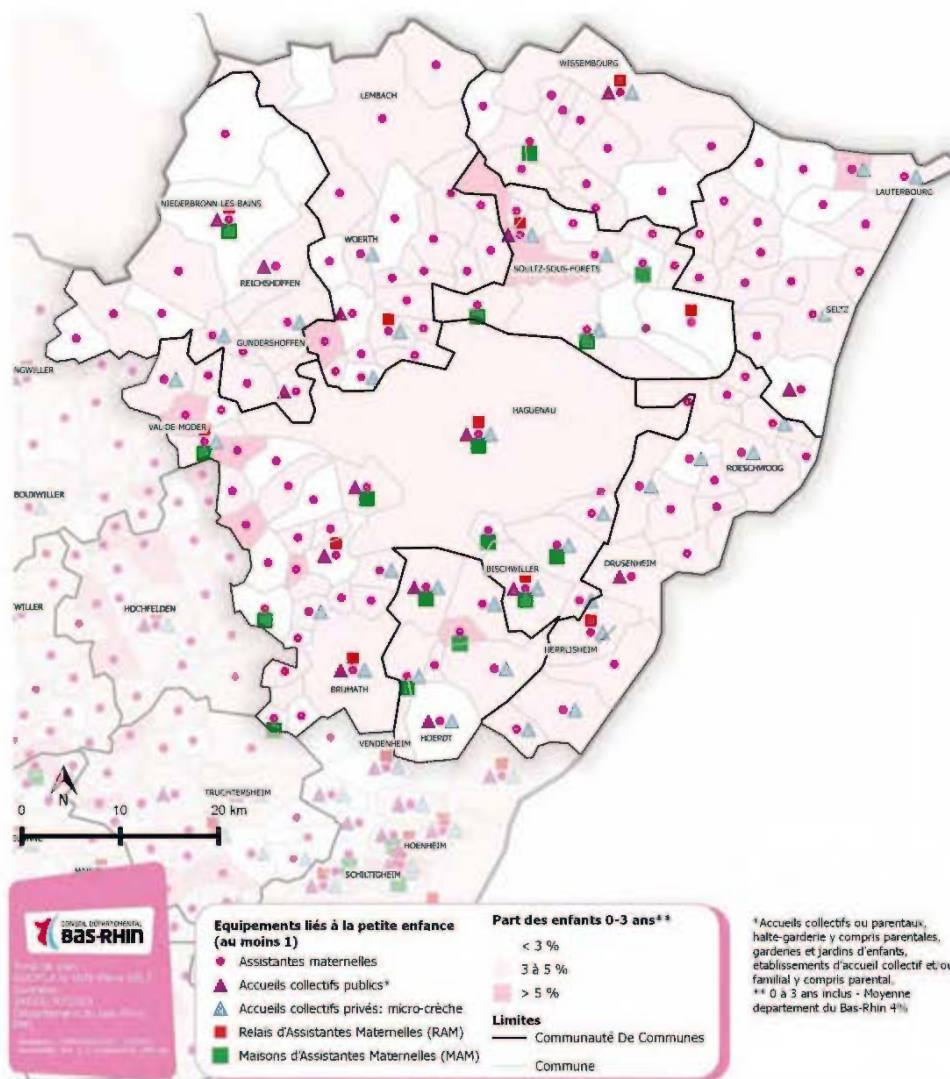 WISSEMBOURG
LEMBACH
LAUTERBOURG
NIEDERBRONN-LES-BAINS
WOERTH
SOULTZ-SOUS-FORETS
REICHSHOFFEN
SELTZ
GUNDERSHOFFEN
NGWILLER
HAGUENAU
VAL-DE-MODER
ROESCHWOOG
BOUXWILLER
BISCHWILLER
DRUSENHEIM
WILLER
HOCHFELDEN
HERRLISHEIM
BRUMATH
VENDENHEIM
HOERDT
N
TRUCHTERSHEIM
0 10 20 km
HOENHEIM
SCHILTIGHEIM
CONSEIL DÉPARTEMENTAL
BAS-RHIN
Equipements liés à la petite enfance
(au moins 1)
Assistantes maternelles
Accueils collectifs publics*
Accueils collectifs privés: micro-crèche
Relais d'Assistantes Maternelles (RAM)
Maisons d'Assistantes Maternelles (MAM)
Part des enfants 0-3 ans**
< 3 %
3 à 5 %
> 5 %
Limites
Communauté De Communes
Commune
*Accueils collectifs ou parentaux,
halte-garderie y compris parentales,
garderies et jardins d'enfants,
établissements d'accueil collectif et/ou
familial y compris parental.
** 0 à 3 ans inclus - Moyenne
departement du Bas-Rhin 4%